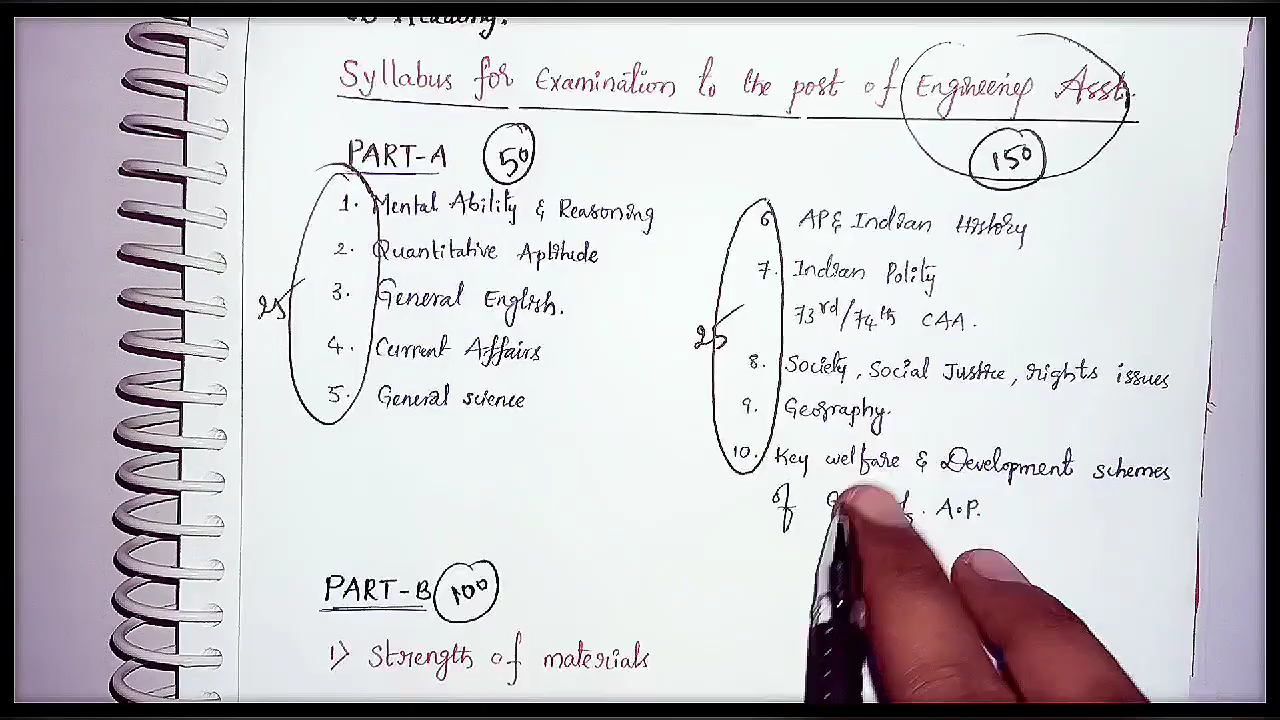 Reading.
Syllabus for Examination to the post of Engineering Asst.
150
PART-A 50
1. Mental Ability & Reasoning
2. Quantitative Aptitude
3. General English.
4. Current Affairs
5. General science
25
6 AP & Indian History
7. Indian Polity
73rd/74th CAA.
8. Society, Social Justice, rights issues
9. Geography.
10. Key welfare & Development schemes
of A.P.
25
PART-B 100
1) Strength of materials